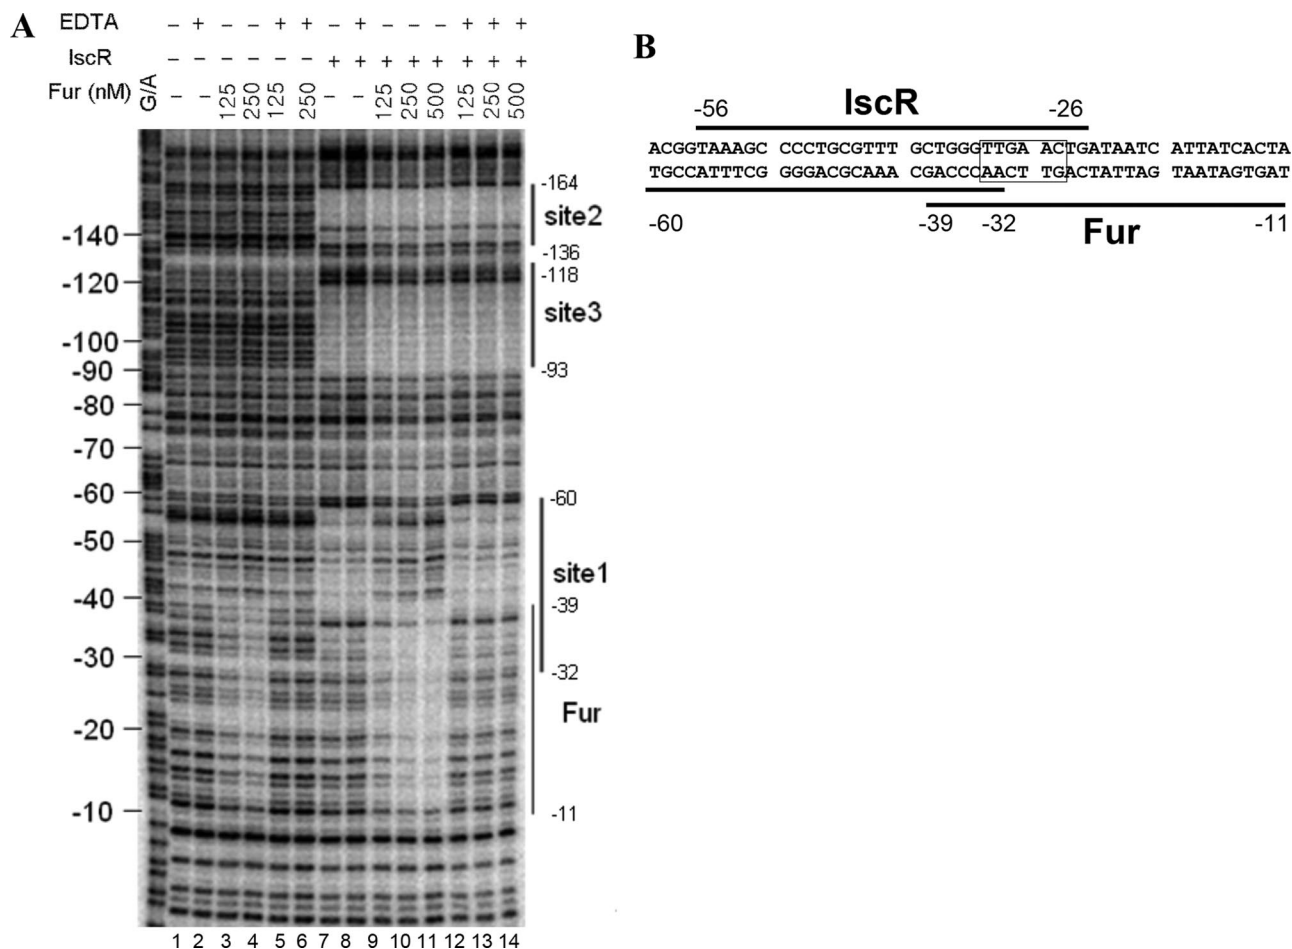 A
EDTA – + – – + + – + – – – + + +
IscR – – – – – – + + + + + + + +
G/A
Fur (nM) – – 125 250 125 250 – – 125 250 500 125 250 500
-164
site2
-140
-136
-118
-120
site3
-100
-90
-93
-80
-70
-60
-60
-50
site1
-40
-39
-30
-32
Fur
-20
-10
-11
1 2 3 4 5 6 7 8 9 10 11 12 13 14
B
-56 IscR -26
ACGGTAAAGC CCCTGCGTTT GCTGGGTTGA ACTGATAATC ATTATCACTA
TGCCATTTCG GGGACGCAAA CGACCCAACT TGACTATTAG TAATAGTGAT
-60 -39 -32 Fur -11